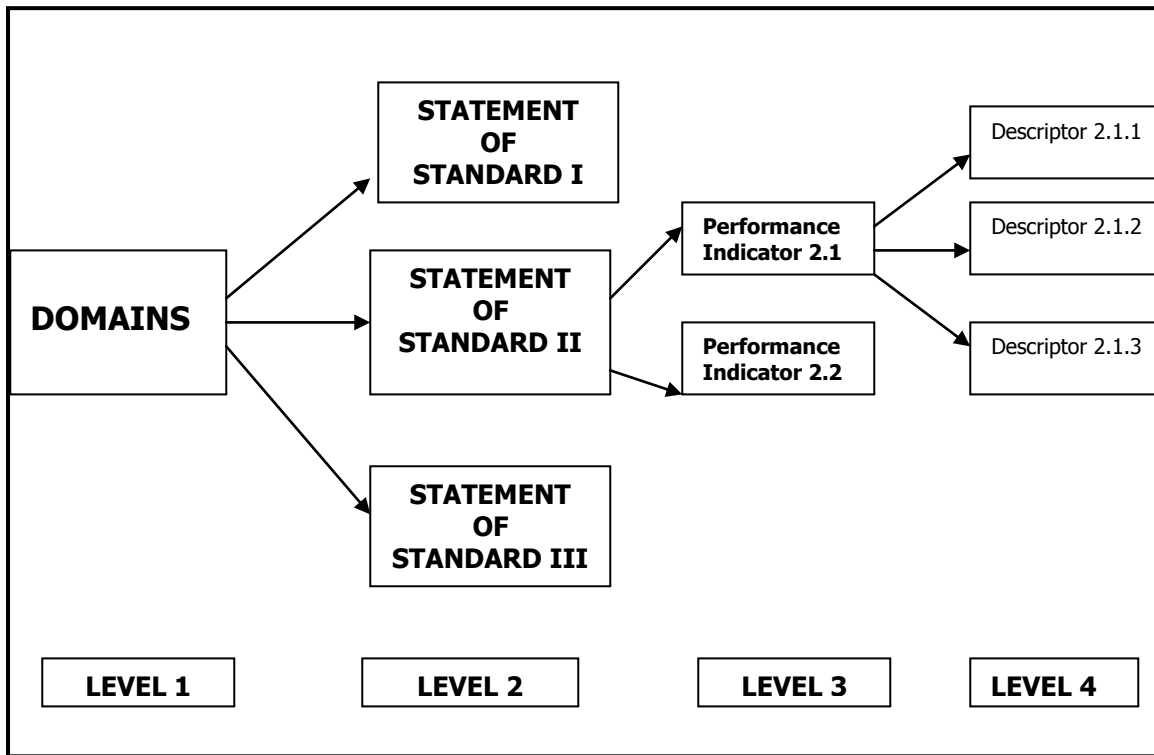 DOMAINS
STATEMENT
OF
STANDARD I
STATEMENT
OF
STANDARD II
STATEMENT
OF
STANDARD III
Performance
Indicator 2.1
Performance
Indicator 2.2
Descriptor 2.1.1
Descriptor 2.1.2
Descriptor 2.1.3
LEVEL 1
LEVEL 2
LEVEL 3
LEVEL 4